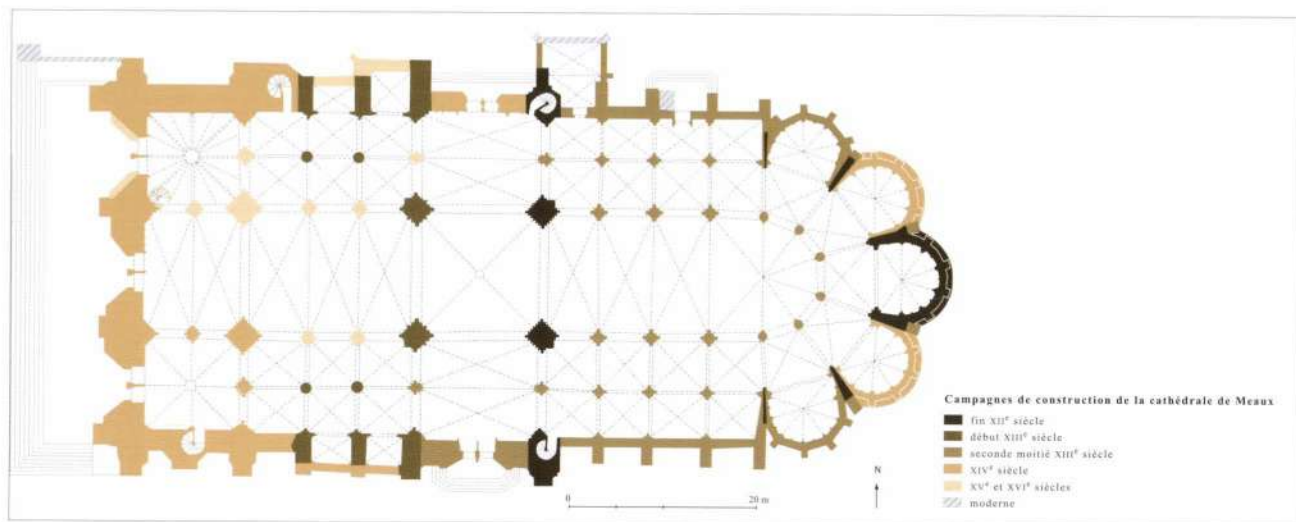 Campagnes de construction de la cathédrale de Meaux
fin XIIe siècle
début XIIIe siècle
seconde moitié XIIIe siècle
XIVe siècle
XVe et XVIe siècles
moderne
N
0 20 m